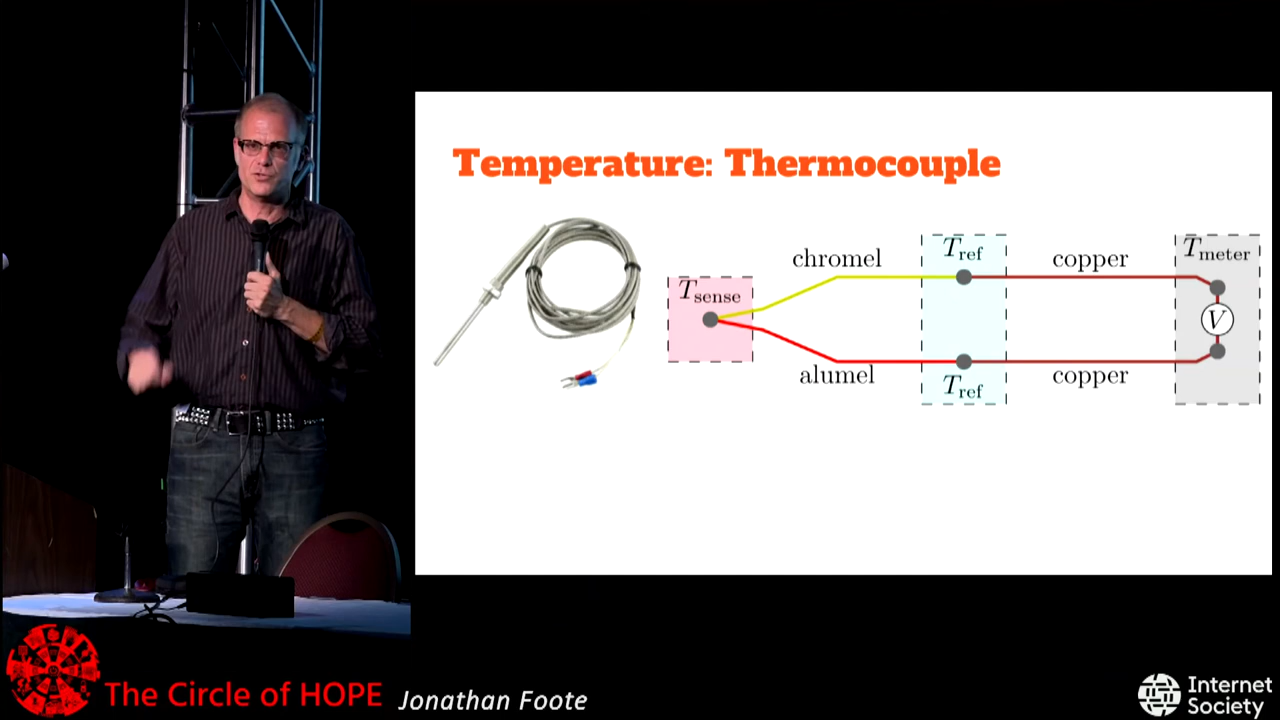 Temperature: Thermocouple
chromel
T_ref
copper
T_meter
T_sense
V
alumel
T_ref
copper
The Circle of HOPE
Jonathan Foote
Internet
Society